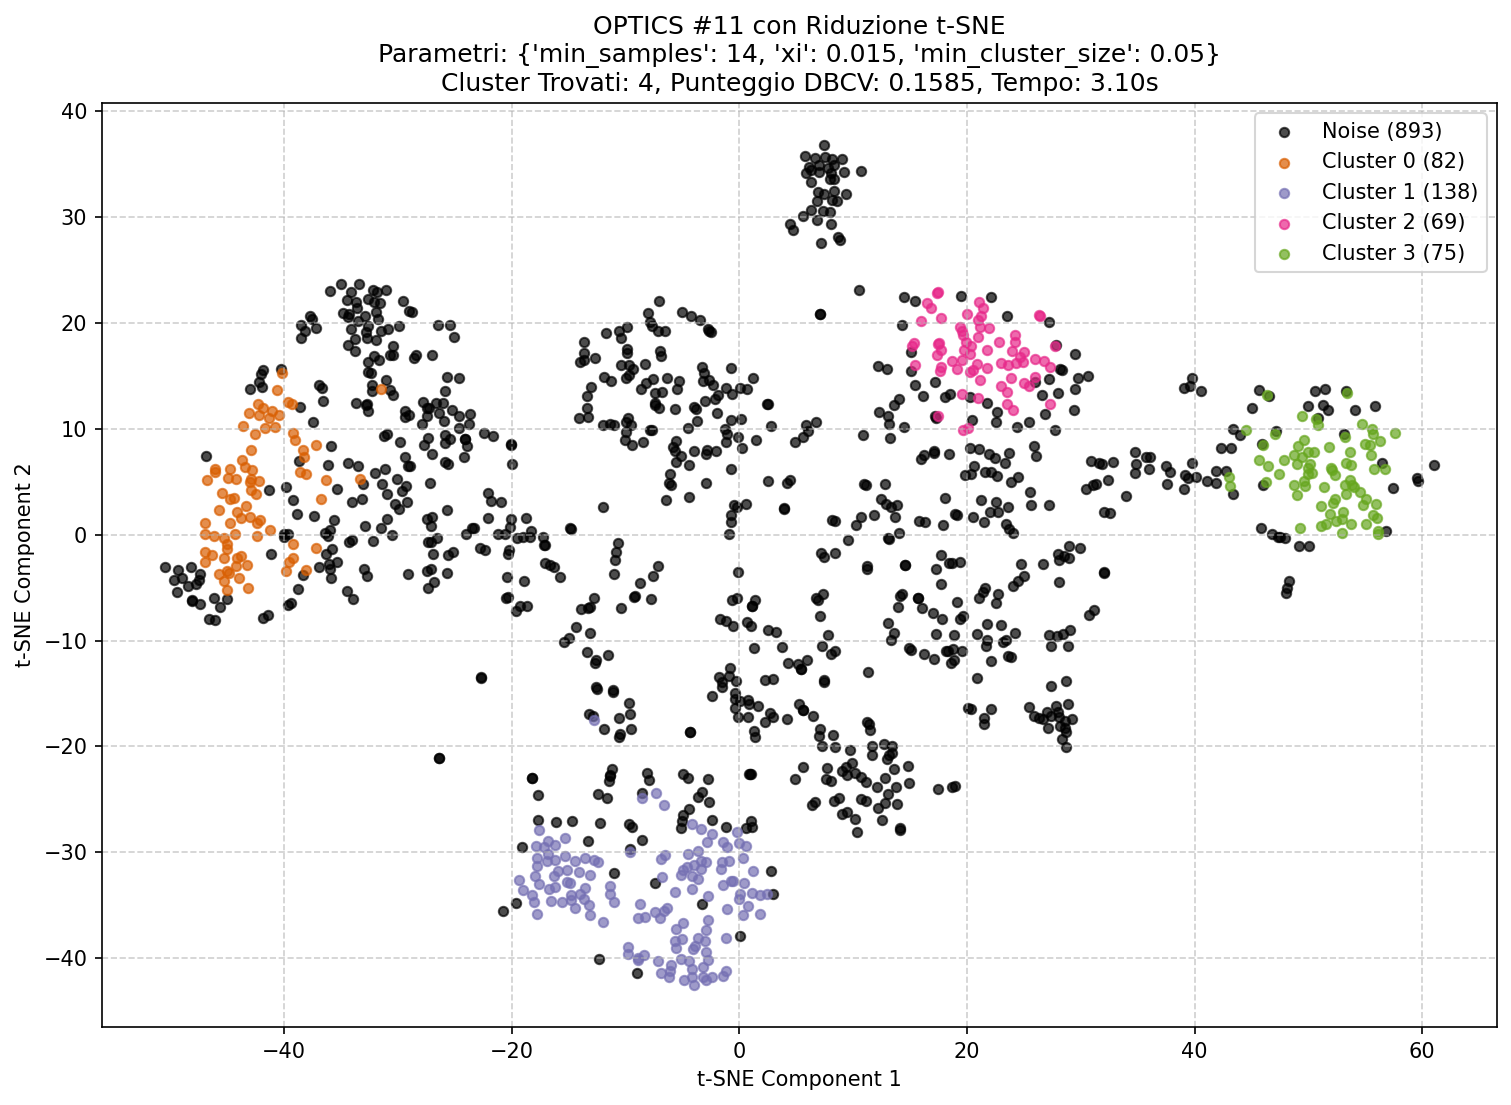 OPTICS #11 con Riduzione t-SNE
Parametri: {'min_samples': 14, 'xi': 0.015, 'min_cluster_size': 0.05}
Cluster Trovati: 4, Punteggio DBCV: 0.1585, Tempo: 3.10s
Noise (893)
Cluster 0 (82)
Cluster 1 (138)
Cluster 2 (69)
Cluster 3 (75)
t-SNE Component 2
40
30
20
10
0
−10
−20
−30
−40
−40
−20
0
20
40
60
t-SNE Component 1